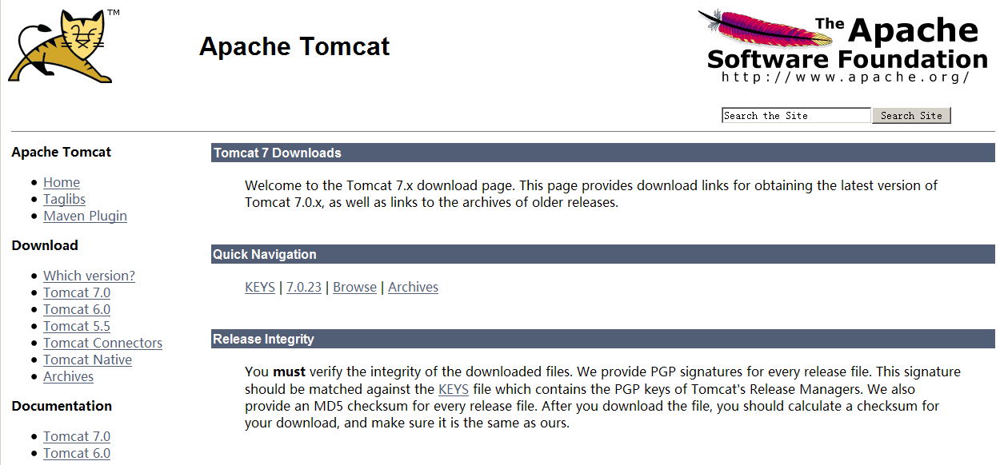 TM
Apache Tomcat
The Apache
Software Foundation
http://www.apache.org/
Search the Site
Search Site
Apache Tomcat
Home
Taglibs
Maven Plugin
Download
Which version?
Tomcat 7.0
Tomcat 6.0
Tomcat 5.5
Tomcat Connectors
Tomcat Native
Archives
Documentation
Tomcat 7.0
Tomcat 6.0
Tomcat 7 Downloads
Welcome to the Tomcat 7.x download page. This page provides download links for obtaining the latest version of
Tomcat 7.0.x, as well as links to the archives of older releases.
Quick Navigation
KEYS | 7.0.23 | Browse | Archives
Release Integrity
You must verify the integrity of the downloaded files. We provide PGP signatures for every release file. This signature
should be matched against the KEYS file which contains the PGP keys of Tomcat's Release Managers. We also
provide an MD5 checksum for every release file. After you download the file, you should calculate a checksum for
your download, and make sure it is the same as ours.